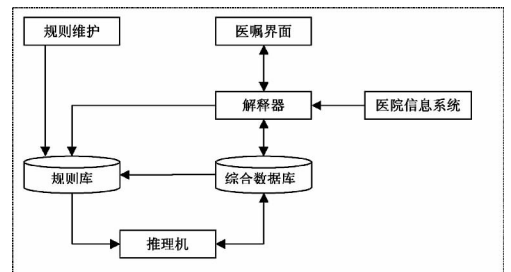 规则维护
医嘱界面
解释器
医院信息系统
规则库
综合数据库
推理机